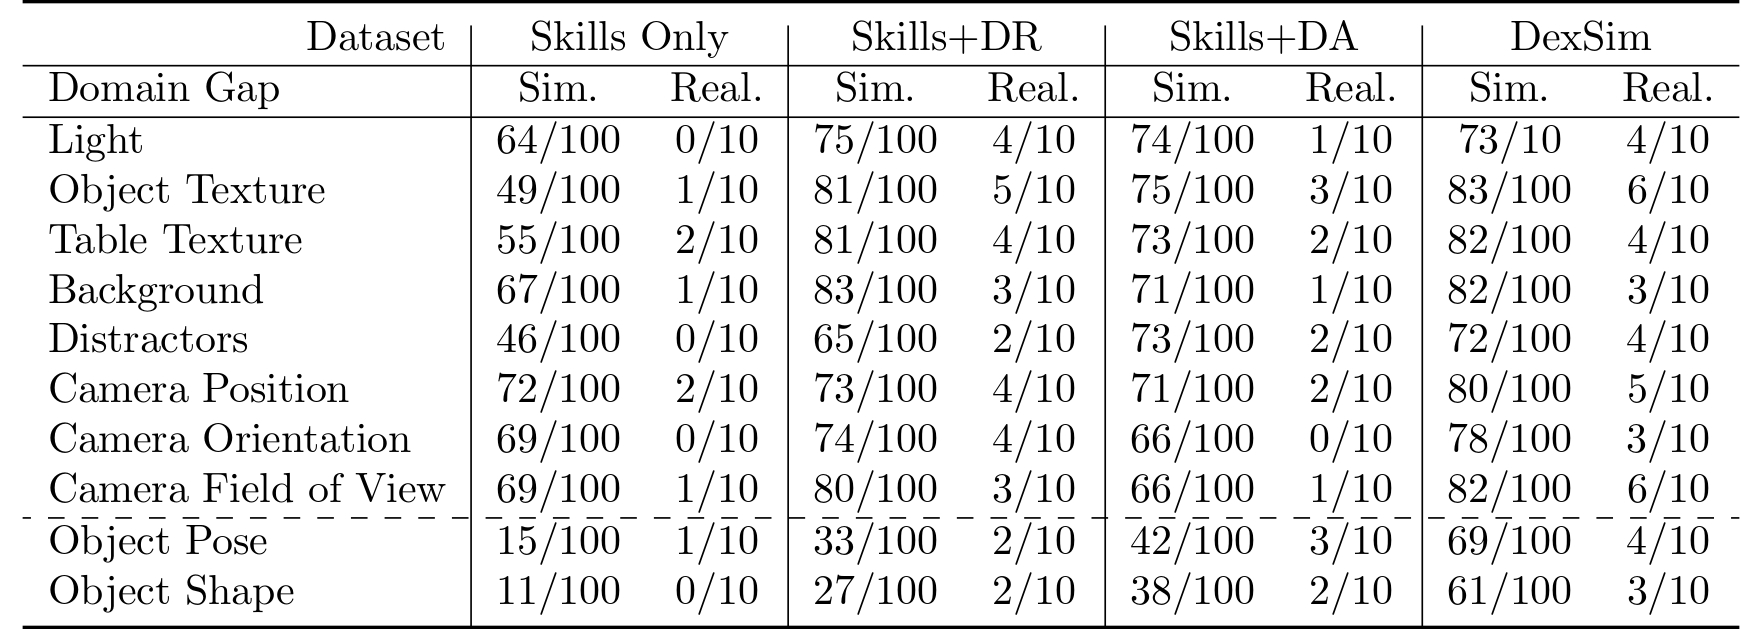 Dataset Skills Only Skills+DR Skills+DA DexSim
Domain Gap Sim. Real. Sim. Real. Sim. Real. Sim. Real.
Light 64/100 0/10 75/100 4/10 74/100 1/10 73/10 4/10
Object Texture 49/100 1/10 81/100 5/10 75/100 3/10 83/100 6/10
Table Texture 55/100 2/10 81/100 4/10 73/100 2/10 82/100 4/10
Background 67/100 1/10 83/100 3/10 71/100 1/10 82/100 3/10
Distractors 46/100 0/10 65/100 2/10 73/100 2/10 72/100 4/10
Camera Position 72/100 2/10 73/100 4/10 71/100 2/10 80/100 5/10
Camera Orientation 69/100 0/10 74/100 4/10 66/100 0/10 78/100 3/10
Camera Field of View 69/100 1/10 80/100 3/10 66/100 1/10 82/100 6/10
Object Pose 15/100 1/10 33/100 2/10 42/100 3/10 69/100 4/10
Object Shape 11/100 0/10 27/100 2/10 38/100 2/10 61/100 3/10